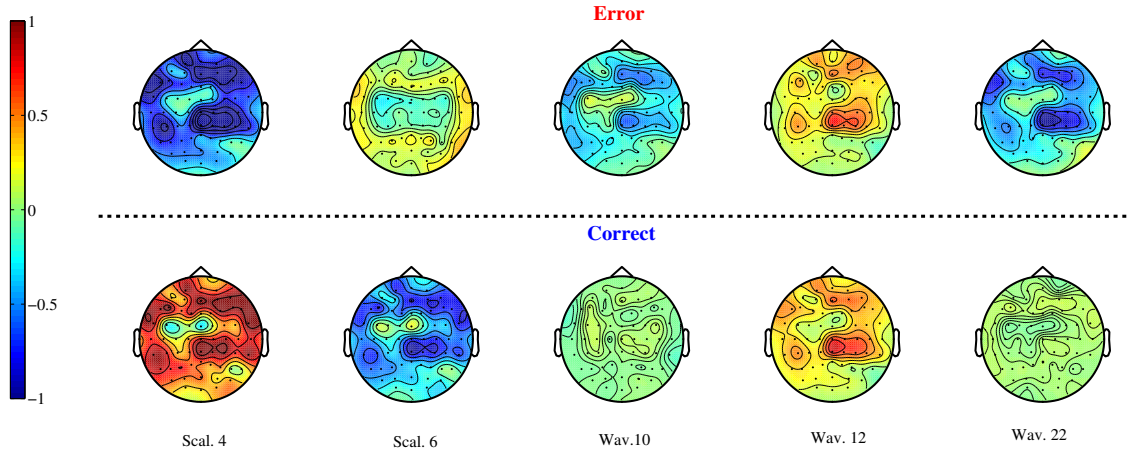 Error
1
0.5
0
−0.5
−1
Correct
Scal. 4
Scal. 6
Wav.10
Wav. 12
Wav. 22